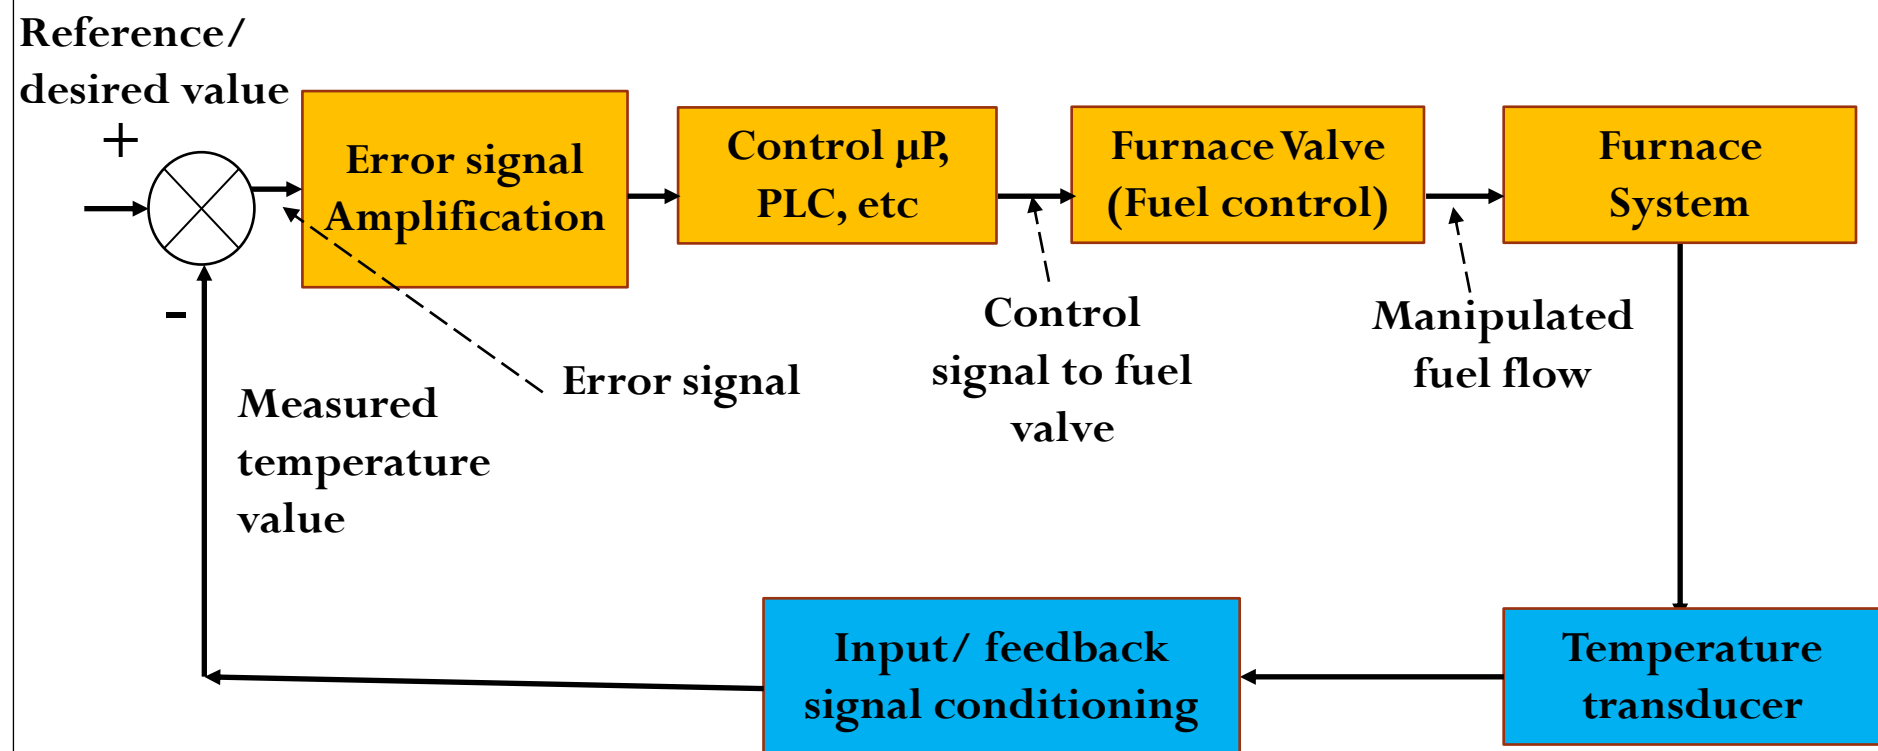 Reference/
desired value
+
Error signal
Amplification
Control µP,
PLC, etc
Furnace Valve
(Fuel control)
Furnace
System
-
Error signal
Control
signal to fuel
valve
Manipulated
fuel flow
Measured
temperature
value
Input/ feedback
signal conditioning
Temperature
transducer